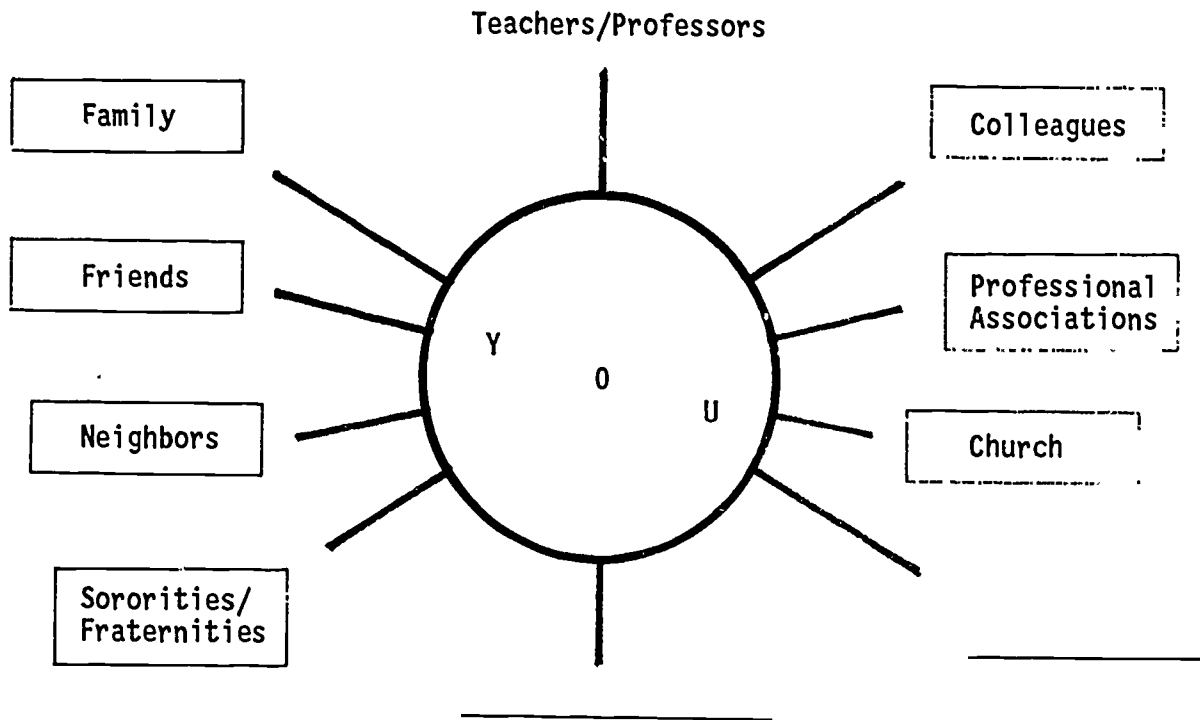 Teachers/Professors
Family
Colleagues
Friends
Professional
Associations
Y
O
U
Neighbors
Church
Sororities/
Fraternities